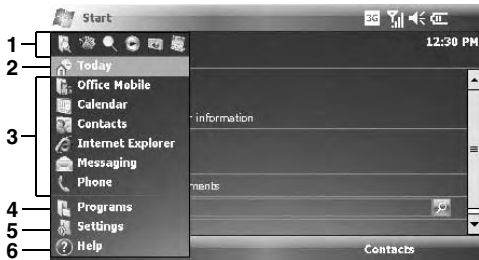 Start
3G
12:30 PM
1
2 Today
Office Mobile
Calendar
r information
Contacts
3 Internet Explorer
Messaging
Phone
ments
4 Programs
5 Settings
6 Help
Contacts